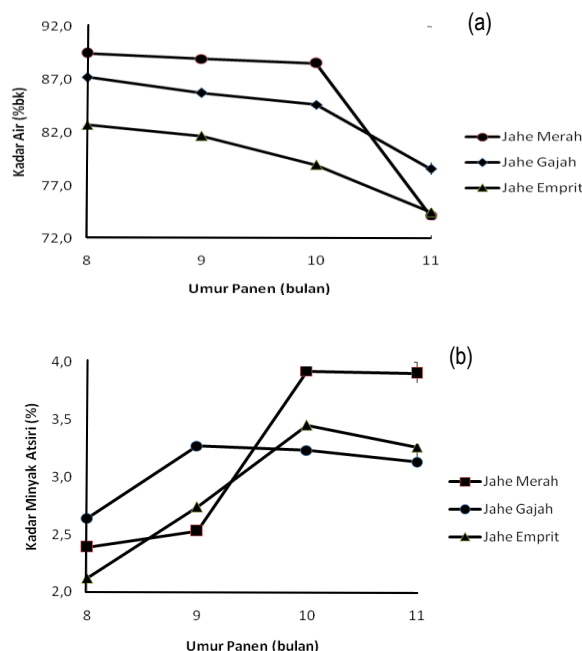 (a)
Kadar Air (%bk)
92,0
87,0
82,0
77,0
72,0
8 9 10 11
Umur Panen (bulan)
Jahe Merah
Jahe Gajah
Jahe Emprit
(b)
Kadar Minyak Atsiri (%)
4,0
3,5
3,0
2,5
2,0
8 9 10 11
Umur Panen (bulan)
Jahe Merah
Jahe Gajah
Jahe Emprit